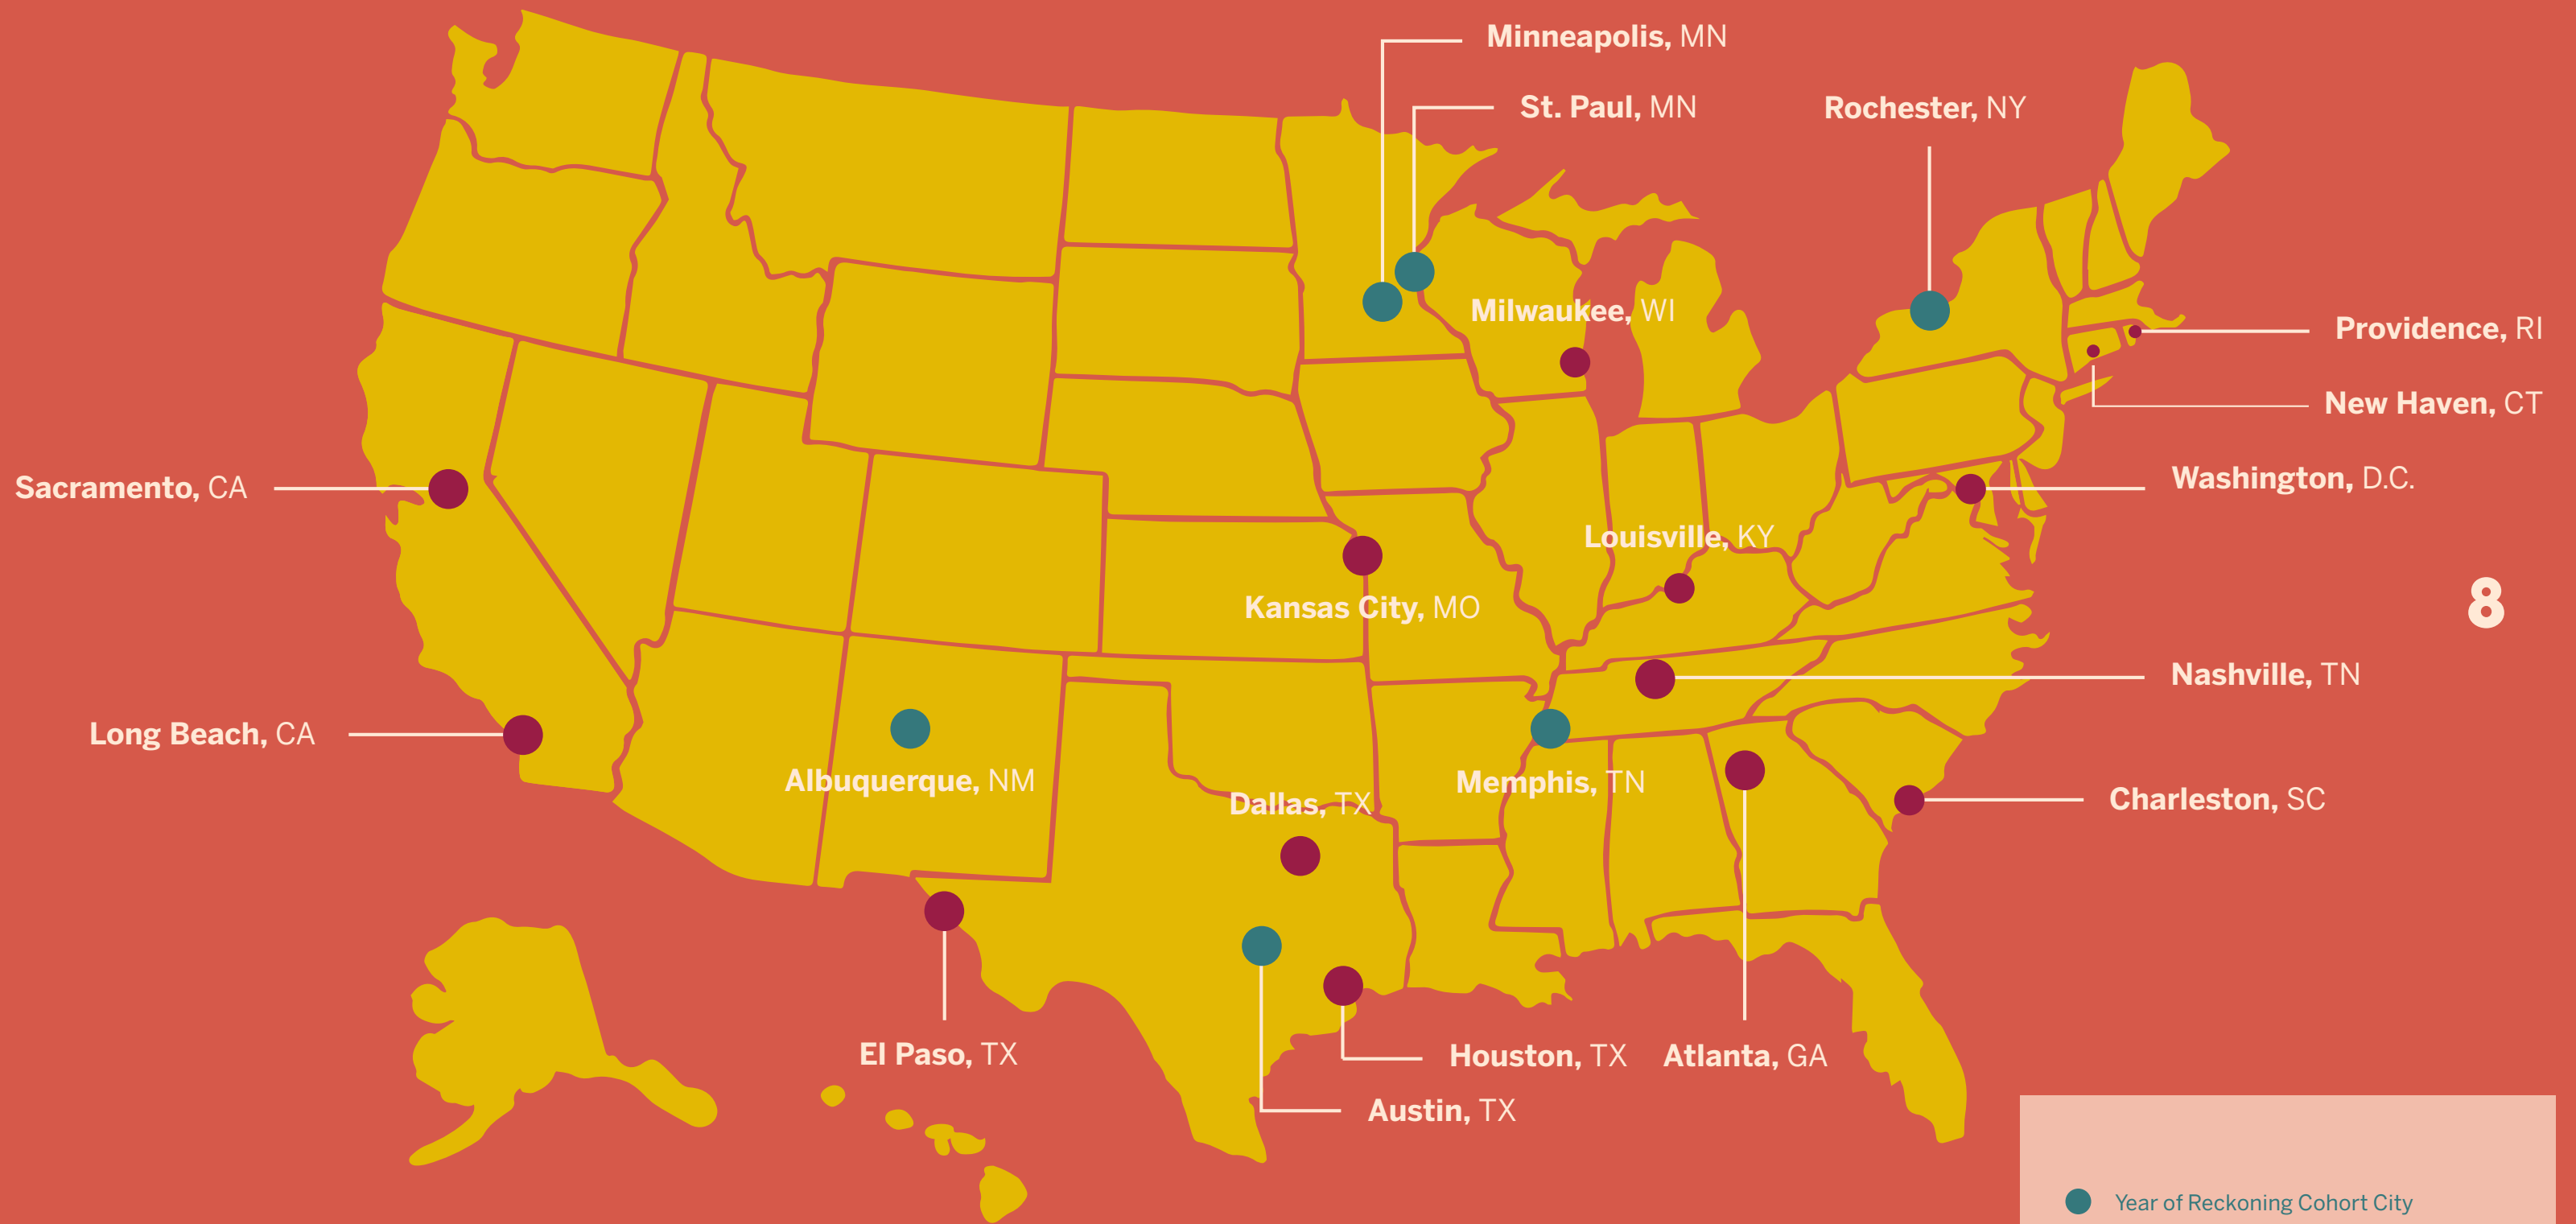 Minneapolis, MN
St. Paul, MN
Rochester, NY
Milwaukee, WI
Providence, RI
New Haven, CT
Washington, D.C.
Sacramento, CA
Louisville, KY
Kansas City, MO
8
Nashville, TN
Long Beach, CA
Albuquerque, NM
Memphis, TN
Dallas, TX
Charleston, SC
El Paso, TX
Houston, TX
Atlanta, GA
Austin, TX
Year of Reckoning Cohort City